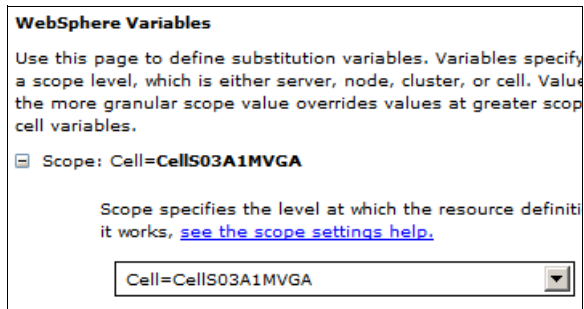 WebSphere Variables
Use this page to define substitution variables. Variables specify
a scope level, which is either server, node, cluster, or cell. Value
the more granular scope value overrides values at greater scop
cell variables.
Scope: Cell=CellS03A1MVGA
Scope specifies the level at which the resource definiti
it works, see the scope settings help.
Cell=CellS03A1MVGA